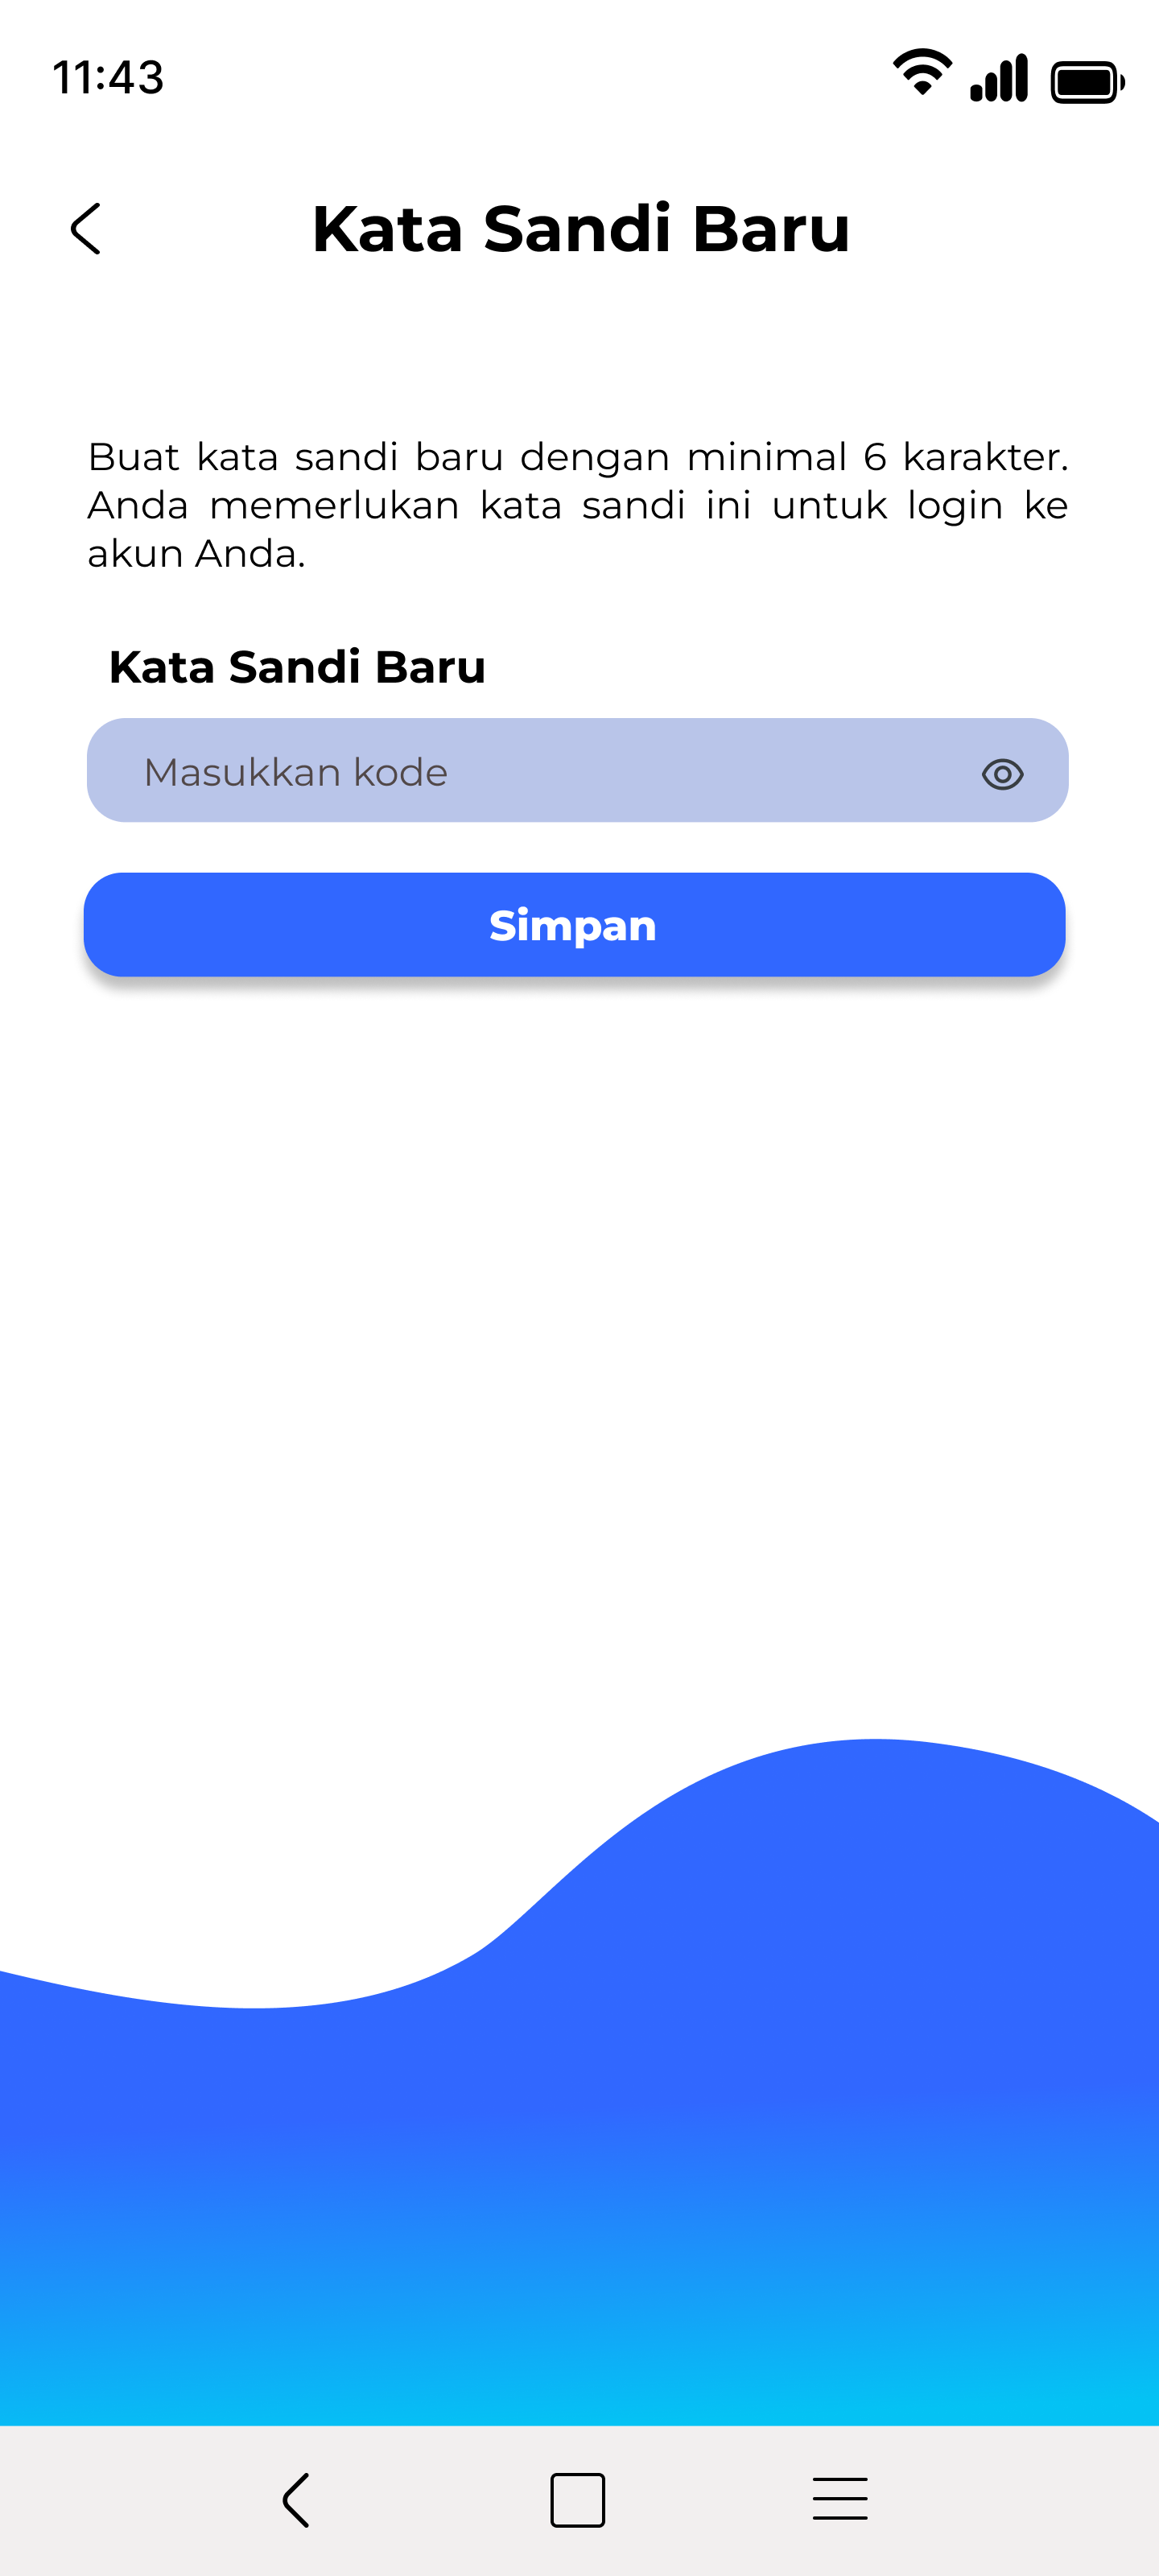 11:43
Kata Sandi Baru
Buat kata sandi baru dengan minimal 6 karakter.
Anda memerlukan kata sandi ini untuk login ke
akun Anda.
Kata Sandi Baru
Masukkan kode
Simpan